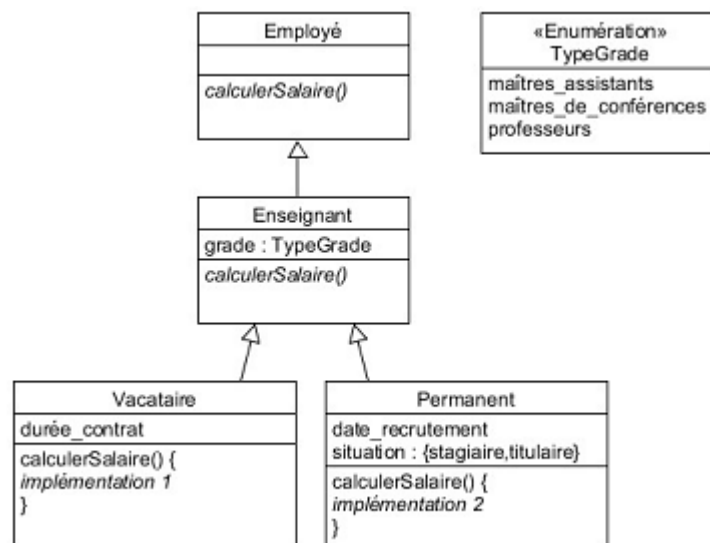 Employé
calculerSalaire()
«Enumération»
TypeGrade
maîtres_assistants
maîtres_de_conférences
professeurs
Enseignant
grade : TypeGrade
calculerSalaire()
Vacataire
durée_contrat
calculerSalaire() {
implémentation 1
}
Permanent
date_recrutement
situation : {stagiaire,titulaire}
calculerSalaire() {
implémentation 2
}